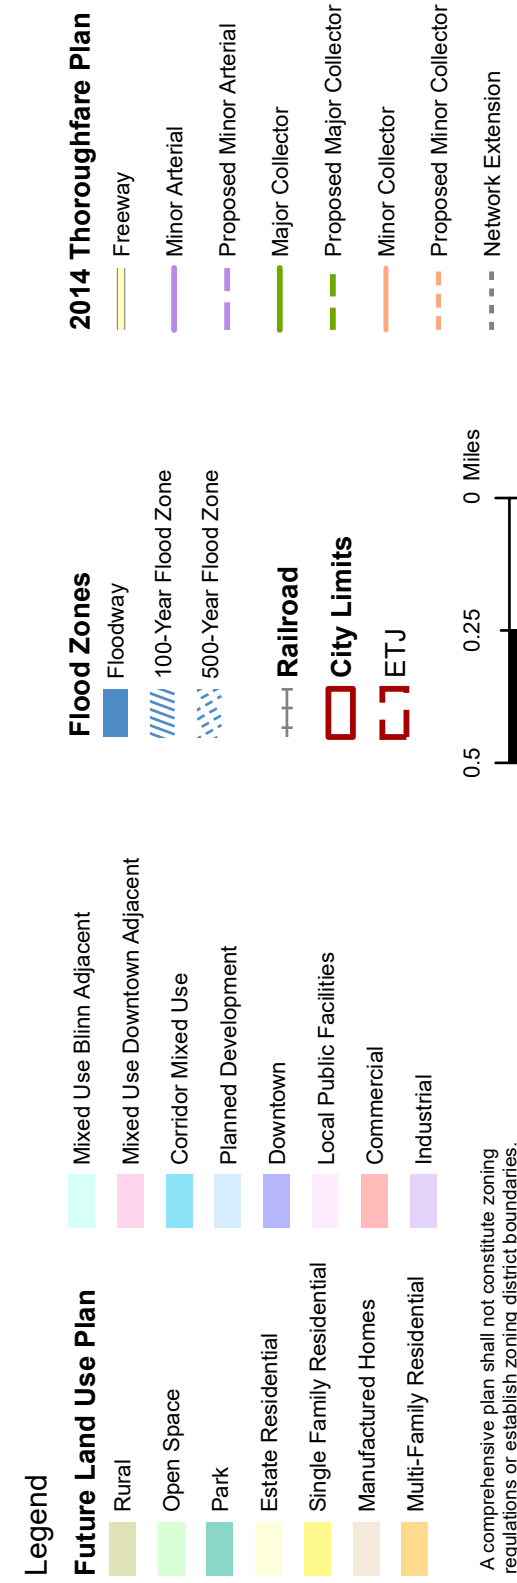 Legend
Future Land Use Plan
Rural
Open Space
Park
Estate Residential
Single Family Residential
Manufactured Homes
Multi-Family Residential
Mixed Use Blinn Adjacent
Mixed Use Downtown Adjacent
Corridor Mixed Use
Planned Development
Downtown
Local Public Facilities
Commercial
Industrial
A comprehensive plan shall not constitute zoning
regulations or establish zoning district boundaries.
Flood Zones
Floodway
100-Year Flood Zone
500-Year Flood Zone
Railroad
City Limits
ETJ
0.5 0.25 0 Miles
2014 Thoroughfare Plan
Freeway
Minor Arterial
Proposed Minor Arterial
Major Collector
Proposed Major Collector
Minor Collector
Proposed Minor Collector
Network Extension